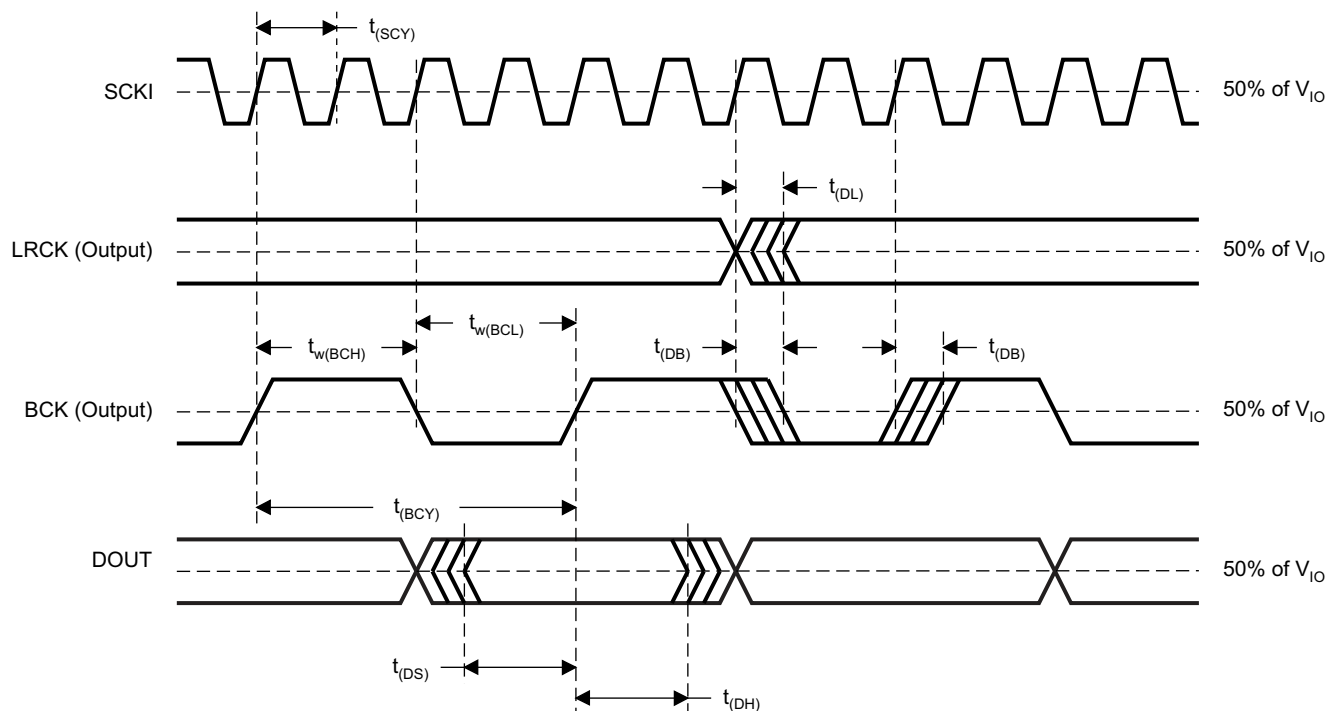 t(SCY)
SCKI
50% of VIO
t(DL)
LRCK (Output)
50% of VIO
tw(BCL)
tw(BCH)
t(DB)
t(DB)
BCK (Output)
50% of VIO
t(BCY)
DOUT
50% of VIO
t(DS)
t(DH)